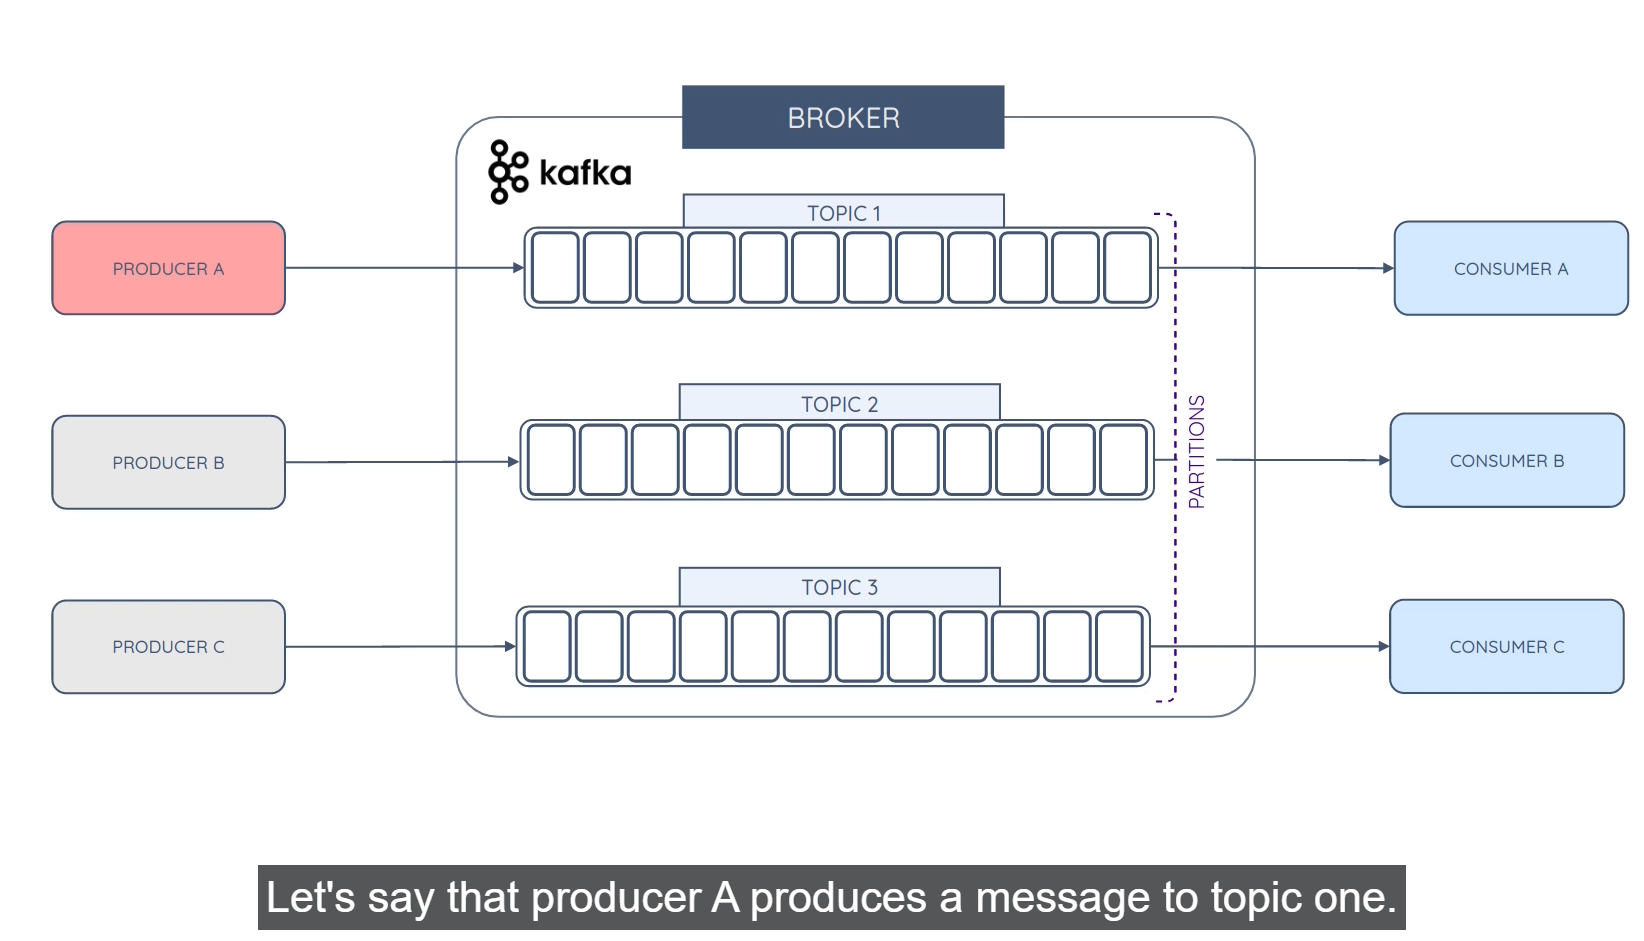 BROKER
kafka
TOPIC 1
PRODUCER A
CONSUMER A
TOPIC 2
PRODUCER B
PARTITIONS
CONSUMER B
TOPIC 3
PRODUCER C
CONSUMER C
Let's say that producer A produces a message to topic one.